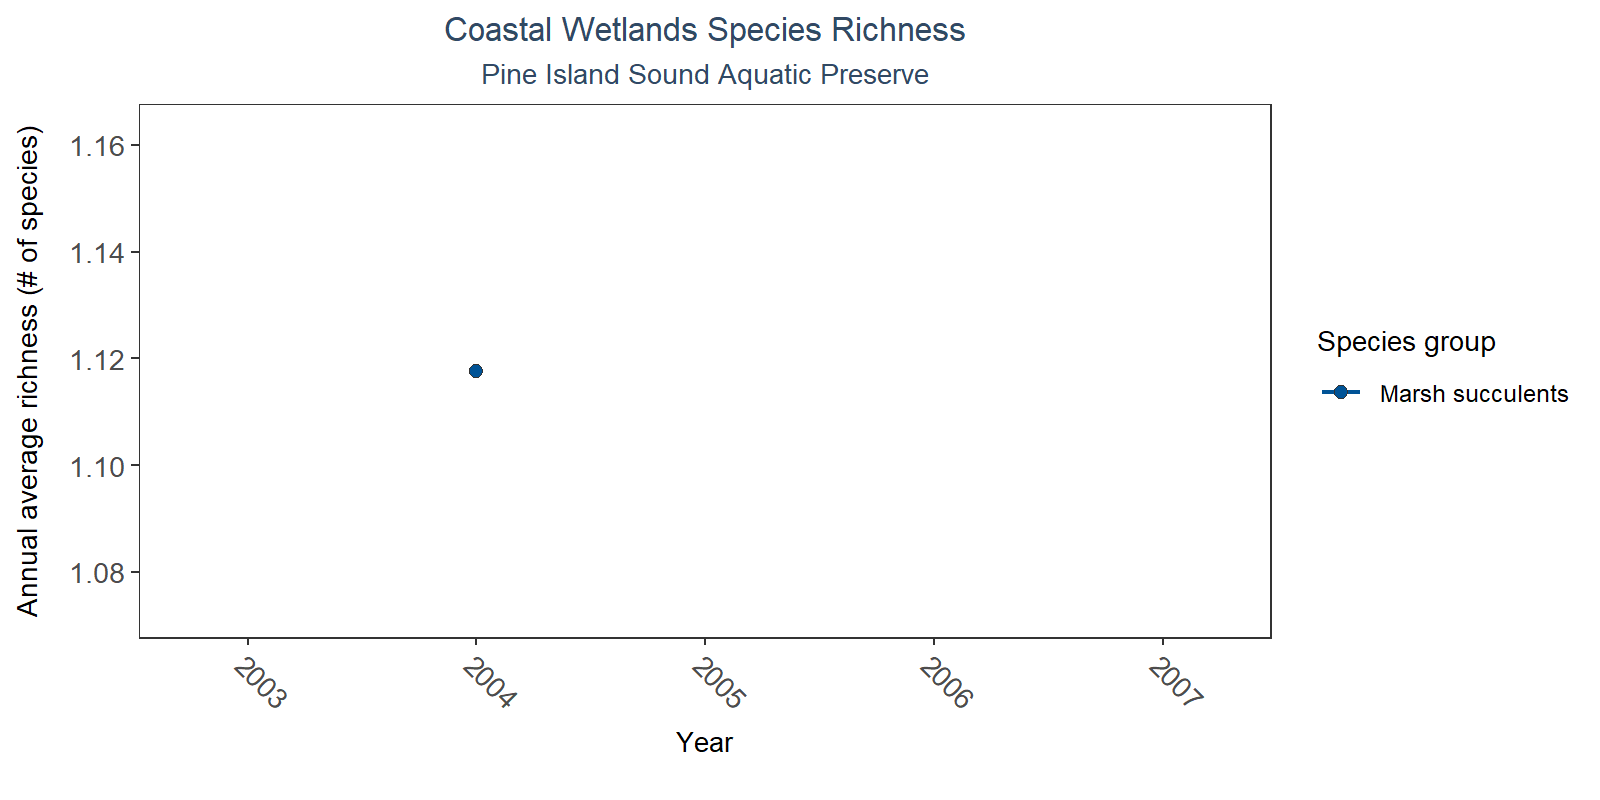 Coastal Wetlands Species Richness
Pine Island Sound Aquatic Preserve
Annual average richness (# of species)
1.16
1.14
1.12
1.10
1.08
2003
2004
2005
2006
2007
Year
Species group
Marsh succulents